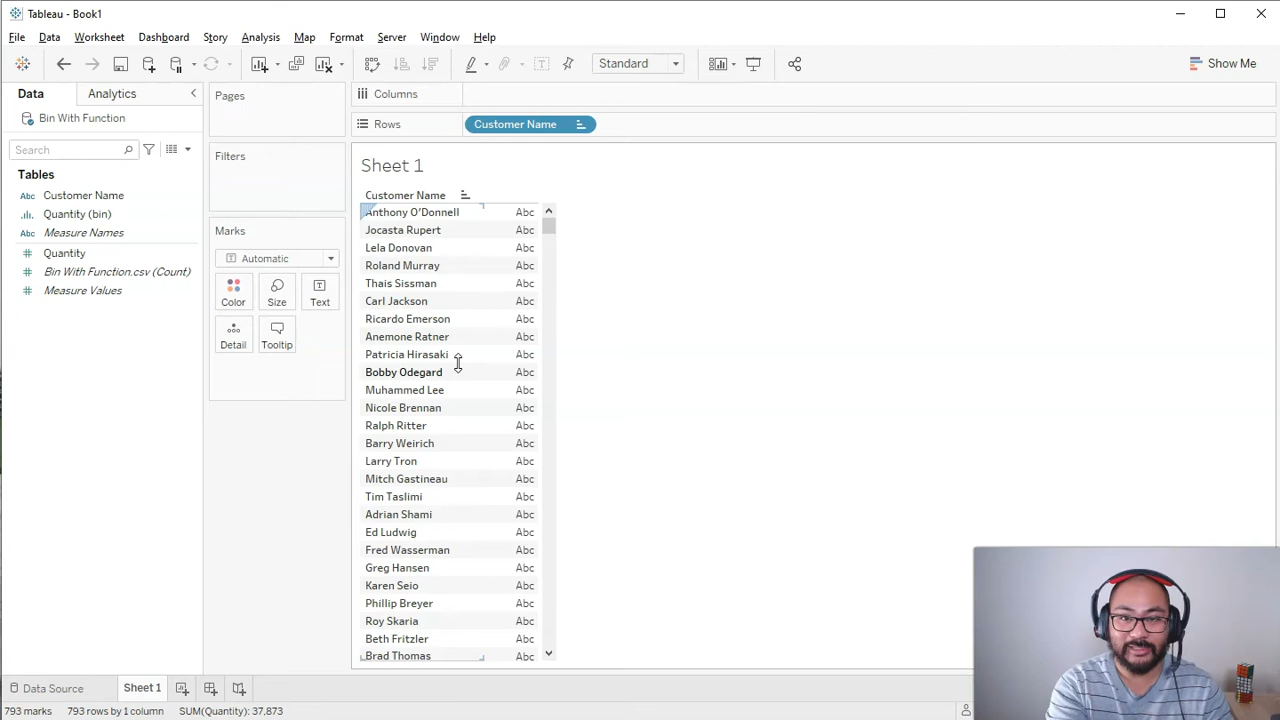 Tableau - Book1
File Data Worksheet Dashboard Story Analysis Map Format Server Window Help
Standard
Show Me
Data Analytics
Bin With Function
Search
Tables
Abc Customer Name
Quantity (bin)
Abc Measure Names
# Quantity
# Bin With Function.csv (Count)
# Measure Values
Pages
Filters
Marks
Automatic
Color Size Text
Detail Tooltip
Columns
Rows Customer Name
Sheet 1
Customer Name
Anthony O'Donnell Abc
Jocasta Rupert Abc
Lela Donovan Abc
Roland Murray Abc
Thais Sissman Abc
Carl Jackson Abc
Ricardo Emerson Abc
Anemone Ratner Abc
Patricia Hirasaki Abc
Bobby Odegard Abc
Muhammed Lee Abc
Nicole Brennan Abc
Ralph Ritter Abc
Barry Weirich Abc
Larry Tron Abc
Mitch Gastineau Abc
Tim Taslimi Abc
Adrian Shami Abc
Ed Ludwig Abc
Fred Wasserman Abc
Greg Hansen Abc
Karen Seio Abc
Phillip Breyer Abc
Roy Skaria Abc
Beth Fritzler Abc
Brad Thomas Abc
Data Source Sheet 1
793 marks 793 rows by 1 column SUM(Quantity): 37,873